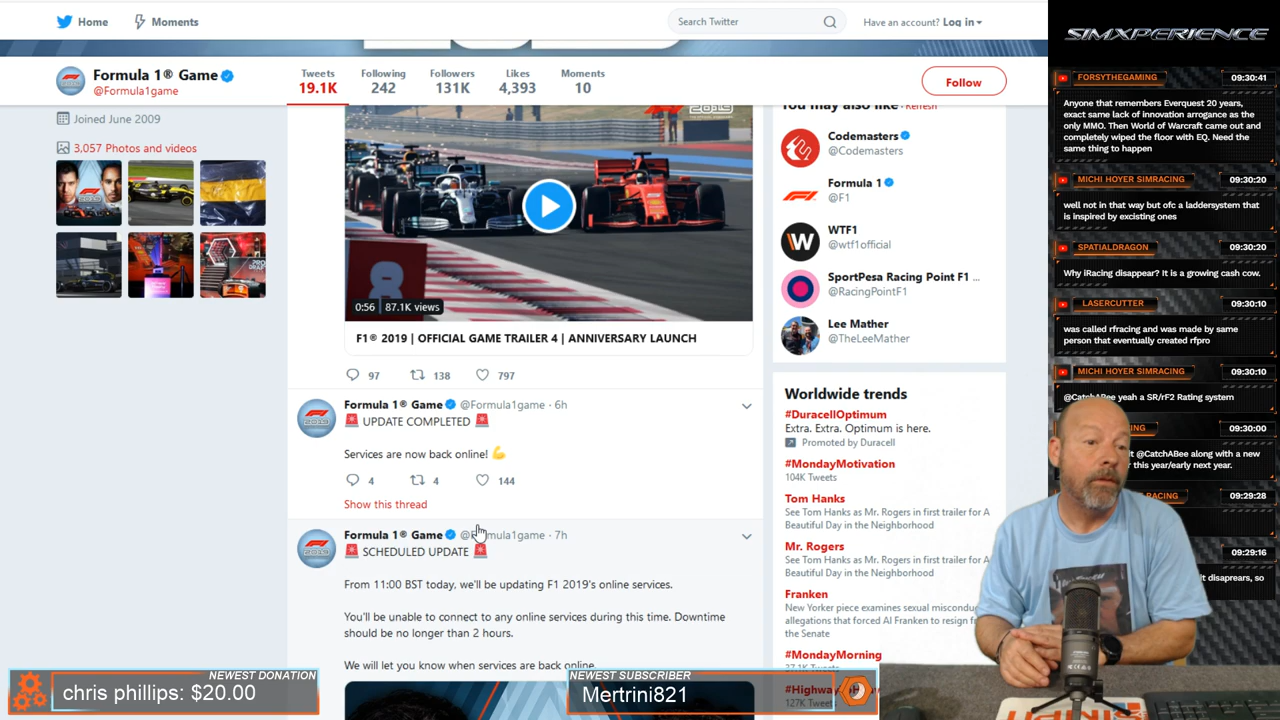 Home
Moments
Search Twitter
Have an account? Log in
Formula 1® Game
@Formula1game
Tweets
19.1K
Following
242
Followers
131K
Likes
4,393
Moments
10
Follow
Joined June 2009
3,057 Photos and videos
0:56
87.1K views
F1® 2019 | OFFICIAL GAME TRAILER 4 | ANNIVERSARY LAUNCH
97
138
797
Formula 1® Game @Formula1game · 6h
UPDATE COMPLETED
Services are now back online!
4
4
144
Show this thread
Formula 1® Game @Formula1game · 7h
SCHEDULED UPDATE
From 11:00 BST today, we'll be updating F1 2019's online services.
You'll be unable to connect to any online services during this time. Downtime
should be no longer than 2 hours.
We will let you know when services are back online.
You may also like · Refresh
Codemasters
@Codemasters
Formula 1
@F1
WTF1
@wtf1official
SportPesa Racing Point F1 ...
@RacingPointF1
Lee Mather
@TheLeeMather
Worldwide trends
#DuracellOptimum
Extra. Extra. Optimum is here.
Promoted by Duracell
#MondayMotivation
104K Tweets
Tom Hanks
See Tom Hanks as Mr. Rogers in first trailer for A
Beautiful Day in the Neighborhood
Mr. Rogers
See Tom Hanks as Mr. Rogers in first trailer for A
Beautiful Day in the Neighborhood
Franken
New Yorker piece examines sexual
allegations that forced Al Franken to resign
the Senate
#MondayMorning
127K Tweets
SIMXPERIENCE
FORSYTHEGAMING 09:30:41
Anyone that remembers Everquest 20 years,
exact same lack of innovation arrogance as the
only MMO. Then World of Warcraft came out and
completely wiped the floor with EQ. Need the
same thing to happen
MICHI HOYER SIMRACING 09:30:20
well not in that way but ofc a laddersystem that
is inspired by excisting ones
SPATIALDRAGON 09:30:20
Why iRacing disappear? It is a growing cash cow.
LASERCUTTER 09:30:10
was called rfracing and was made by same
person that eventually created rfpro
MICHI HOYER SIMRACING 09:30:10
@CatchABee yeah a SR/rF2 Rating system
09:30:00
@CatchABee along with a new
this year/early next year.
09:29:28
09:29:16
it disaprears, so
NEWEST DONATION
chris phillips: $20.00
NEWEST SUBSCRIBER
Mertrini821